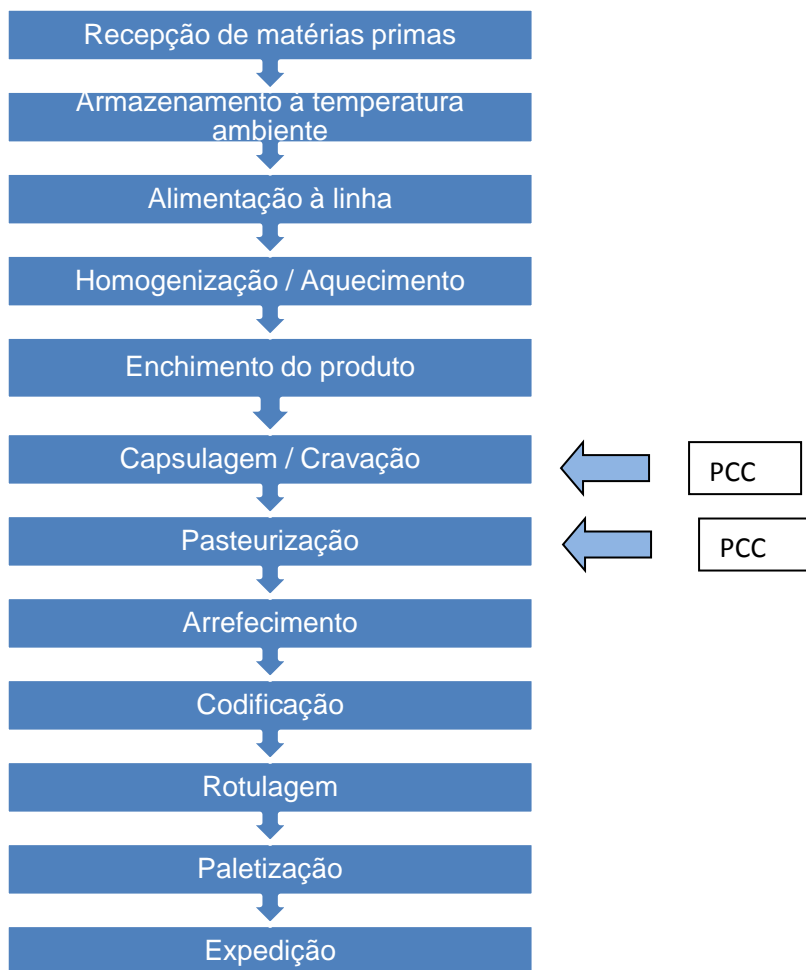 Recepção de matérias primas
Armazenamento à temperatura
ambiente
Alimentação à linha
Homogenização / Aquecimento
Enchimento do produto
Capsulagem / Cravação
PCC
Pasteurização
PCC
Arrefecimento
Codificação
Rotulagem
Paletização
Expedição